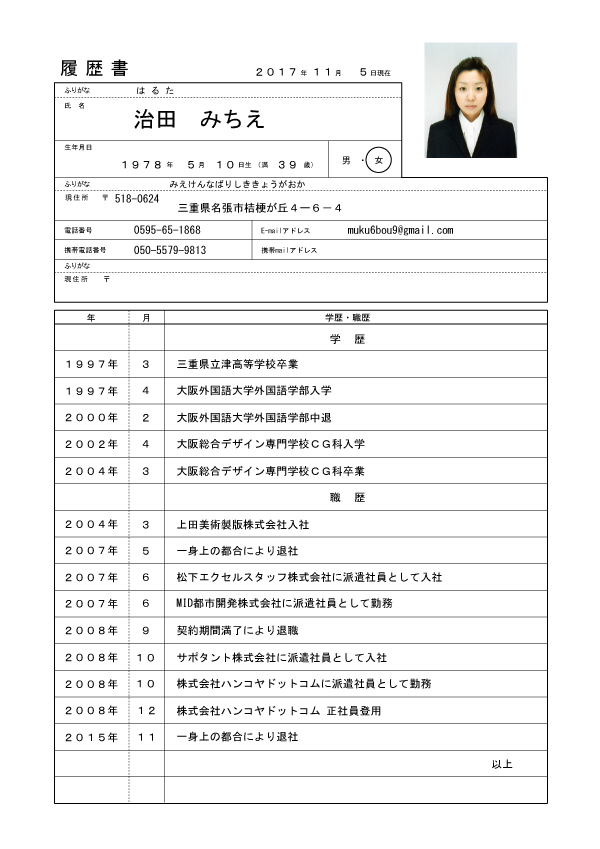 履歴書
2017年 11月 5日現在
ふりがな はるた
氏 名 治田 みちえ
生年月日
1978年 5月 10日生 (満 39歳) 男・女
ふりがな みえけんなばりしききょうがおか
現住所 〒 518-0624
三重県名張市桔梗が丘4ー6－4
電話番号 0595-65-1868 E-mailアドレス muku6bou9@gmail.com
携帯電話番号 050-5579-9813 携帯mailアドレス
ふりがな
現住所 〒
年 月 学歴・職歴
学 歴
1997年 3 三重県立津高等学校卒業
1997年 4 大阪外国語大学外国語学部入学
2000年 2 大阪外国語大学外国語学部中退
2002年 4 大阪総合デザイン専門学校CG科入学
2004年 3 大阪総合デザイン専門学校CG科卒業
職 歴
2004年 3 上田美術製版株式会社入社
2007年 5 一身上の都合により退社
2007年 6 松下エクセルスタッフ株式会社に派遣社員として入社
2007年 6 MID都市開発株式会社に派遣社員として勤務
2008年 9 契約期間満了により退職
2008年 10 サポタント株式会社に派遣社員として入社
2008年 10 株式会社ハンコヤドットコムに派遣社員として勤務
2008年 12 株式会社ハンコヤドットコム 正社員登用
2015年 11 一身上の都合により退社
以上